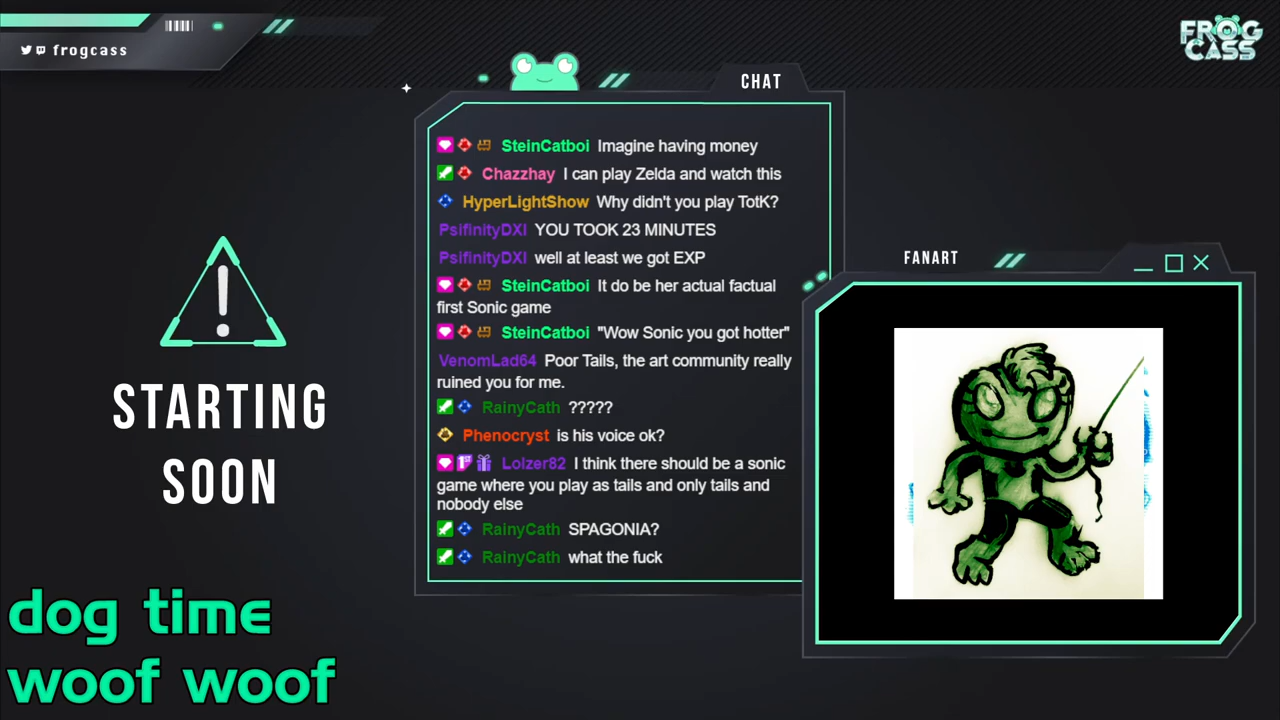 frogcass
FROG
CASS
CHAT
SteinCatboi Imagine having money
Chazzhay I can play Zelda and watch this
HyperLightShow Why didn't you play TotK?
PsifinityDXI YOU TOOK 23 MINUTES
PsifinityDXI well at least we got EXP
SteinCatboi It do be her actual factual
first Sonic game
SteinCatboi "Wow Sonic you got hotter"
VenomLad64 Poor Tails, the art community really
ruined you for me.
RainyCath ?????
Phenocryst is his voice ok?
Lolzer82 I think there should be a sonic
game where you play as tails and only tails and
nobody else
RainyCath SPAGONIA?
RainyCath what the fuck
FANART
STARTING
SOON
dog time
woof woof